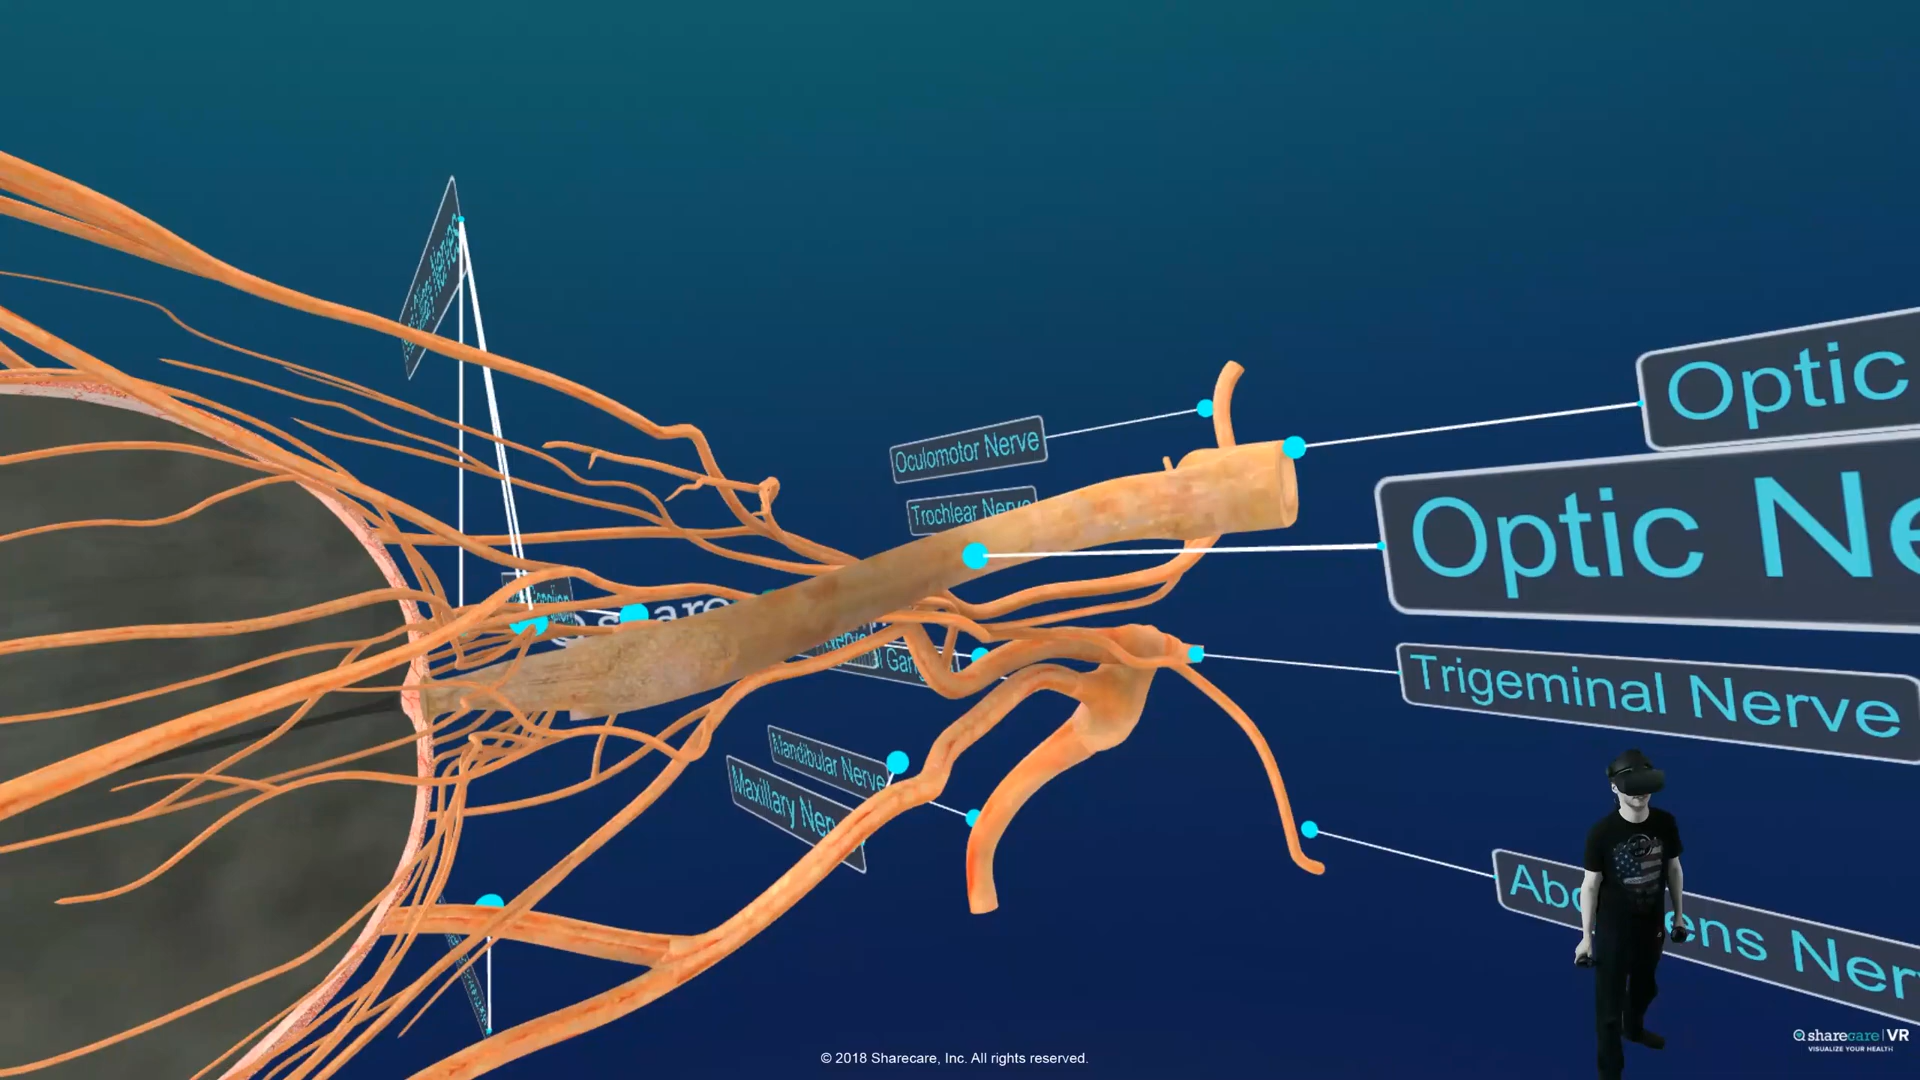 Oculomotor Nerve
Trochlear Nerve
Optic
Optic Ne
Trigeminal Nerve
Mandibular Nerve
Maxillary Ner
Abd ens Ner
sharecare | VR
VISUALIZE YOUR HEALTH
© 2018 Sharecare, Inc. All rights reserved.